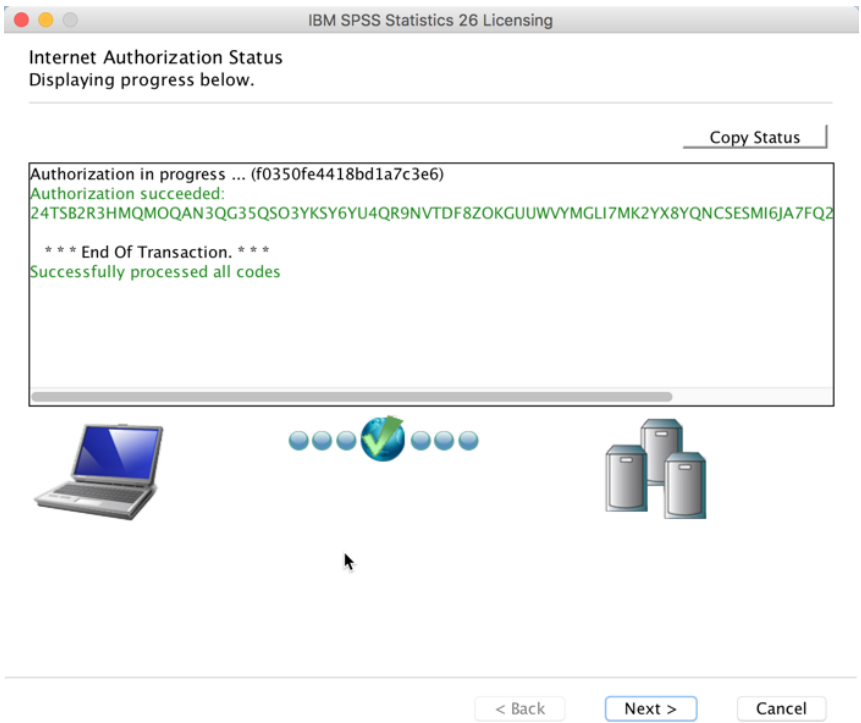 IBM SPSS Statistics 26 Licensing
Internet Authorization Status
Displaying progress below.
Copy Status
Authorization in progress ... (f0350fe4418bd1a7c3e6)
Authorization succeeded:
24TSB2R3HMQMOQAN3QG35QSO3YKSY6YU4QR9NVTDF8ZOKGUUWVYMGLI7MK2YX8YQNCSESMI6JA7FQ2
* * * End Of Transaction. * * *
Successfully processed all codes
< Back
Next >
Cancel